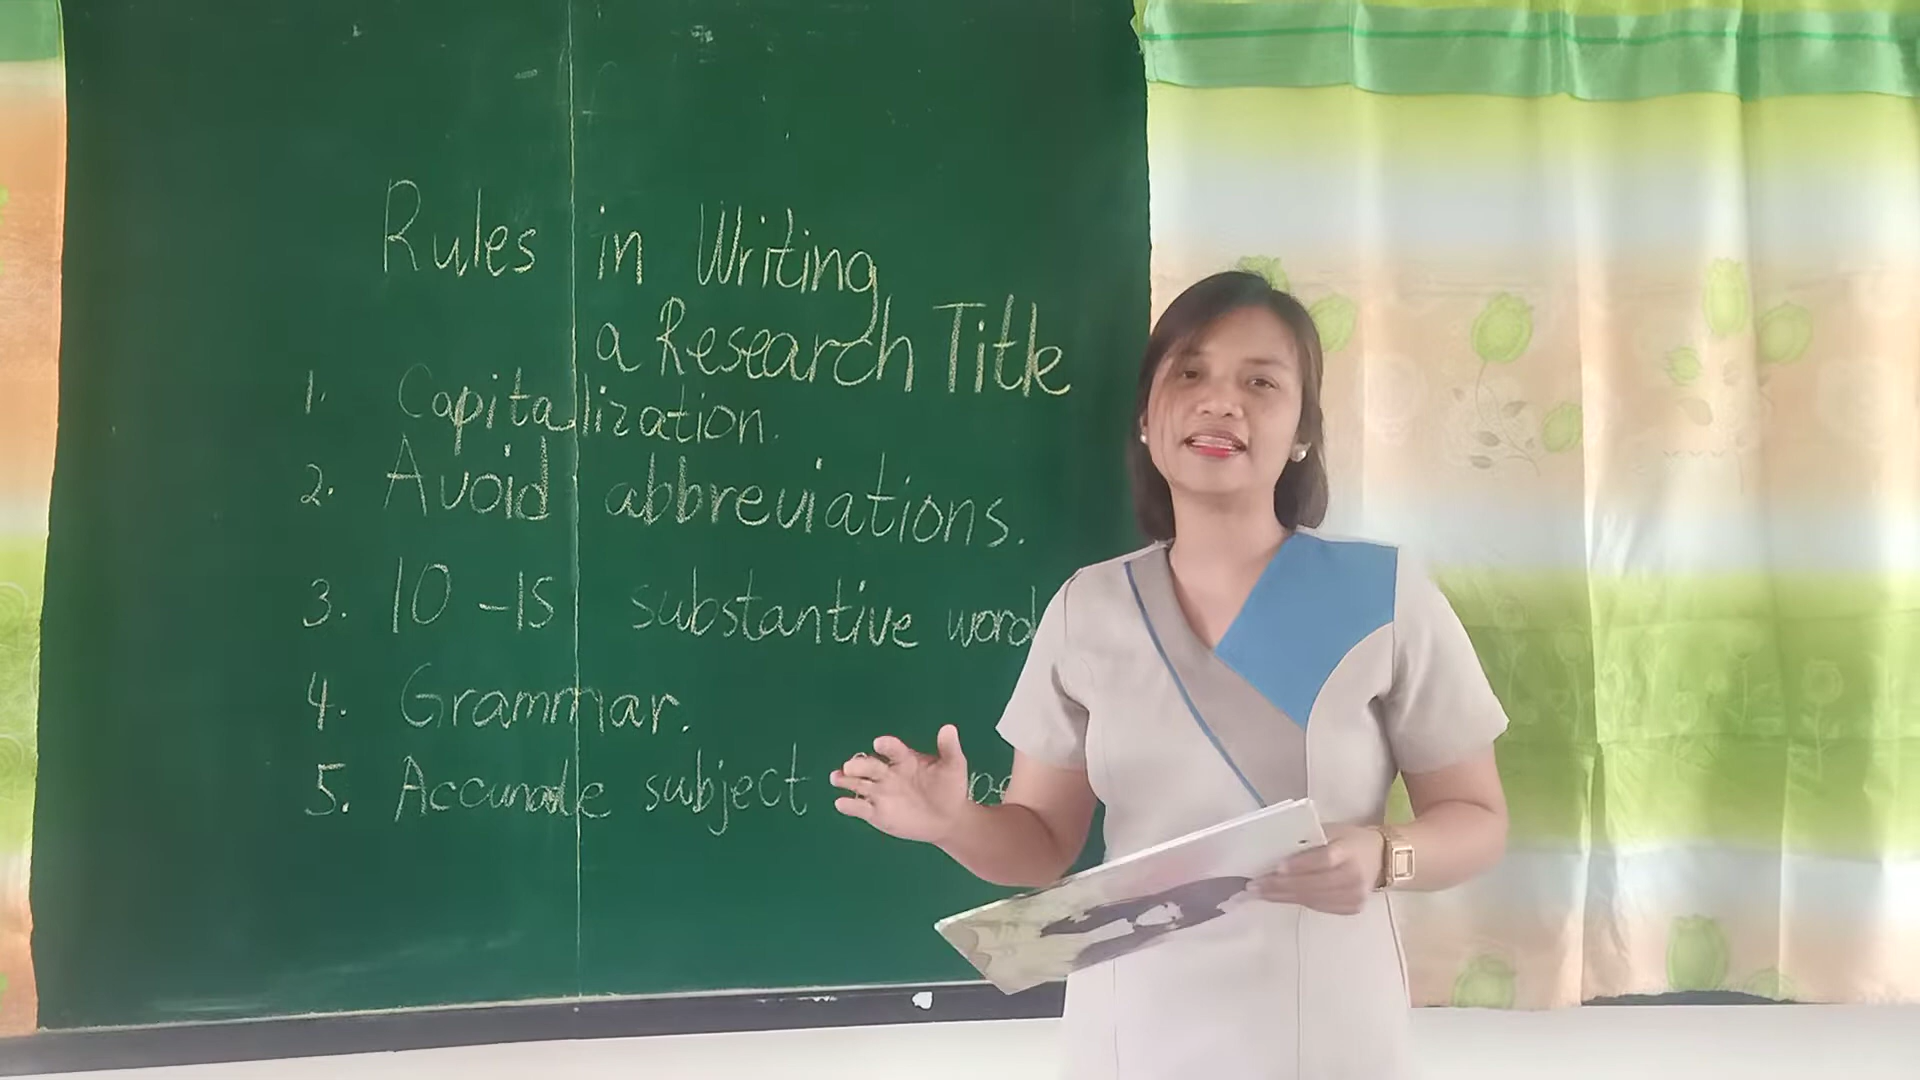 Rules in Writing
a Research Title
1. Capitalization.
2. Avoid abbreviations.
3. 10-15 substantive word
4. Grammar.
5. Accurate subject